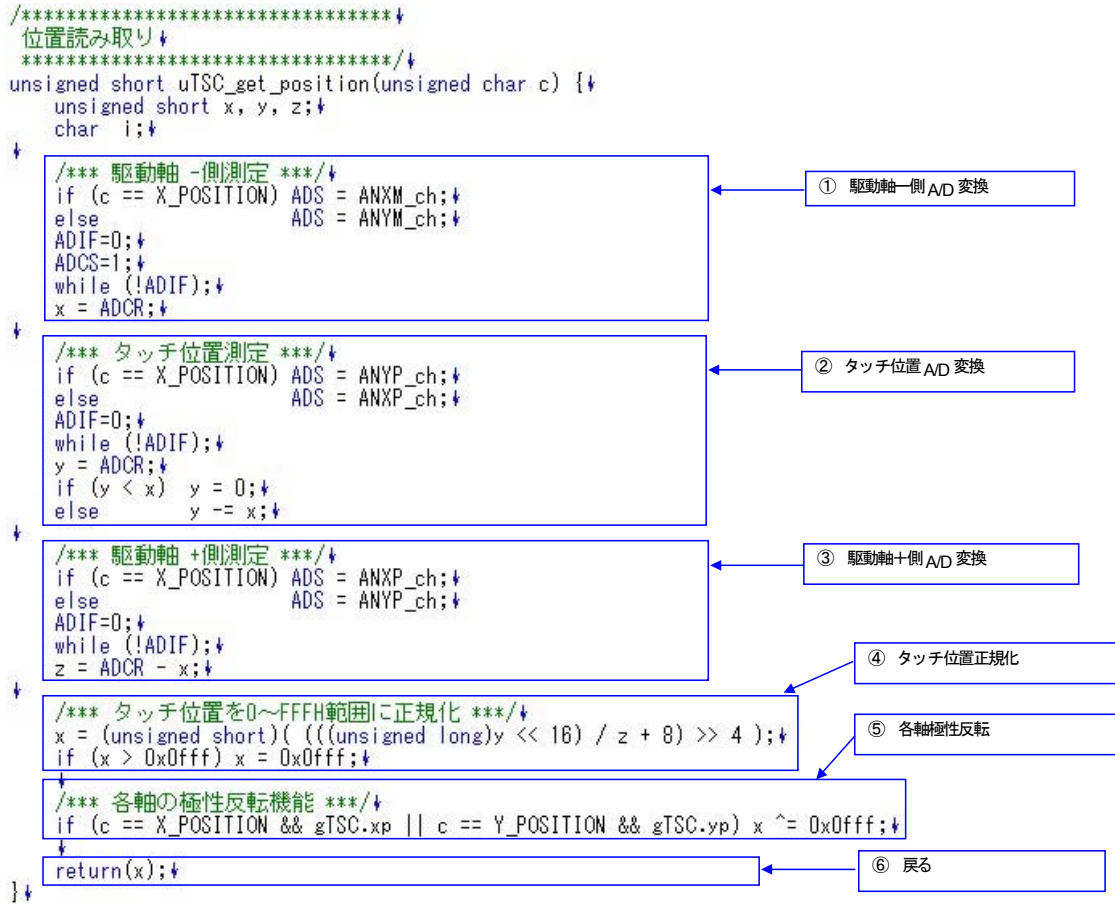 /*********************************
位置読み取り
*********************************/
unsigned short uTSC_get_position(unsigned char c) {
unsigned short x, y, z;
char i;
/*** 駆動軸 -側測定 ***/
if (c == X_POSITION) ADS = ANXM_ch;
else ADS = ANYM_ch;
ADIF=0;
ADCS=1;
while (!ADIF);
x = ADCR;
① 駆動軸ー側 A/D 変換
/*** タッチ位置測定 ***/
if (c == X_POSITION) ADS = ANYP_ch;
else ADS = ANXP_ch;
ADIF=0;
while (!ADIF);
y = ADCR;
if (y < x) y = 0;
else y -= x;
② タッチ位置 A/D 変換
/*** 駆動軸 +側測定 ***/
if (c == X_POSITION) ADS = ANXP_ch;
else ADS = ANYP_ch;
ADIF=0;
while (!ADIF);
z = ADCR - x;
③ 駆動軸+側 A/D 変換
/*** タッチ位置を0~FFFH範囲に正規化 ***/
x = (unsigned short)( (((unsigned long)y << 16) / z + 8) >> 4 );
if (x > 0x0fff) x = 0x0fff;
④ タッチ位置正規化
/*** 各軸の極性反転機能 ***/
if (c == X_POSITION && gTSC.xp || c == Y_POSITION && gTSC.yp) x ^= 0x0fff;
⑤ 各軸極性反転
return(x);
⑥ 戻る
}